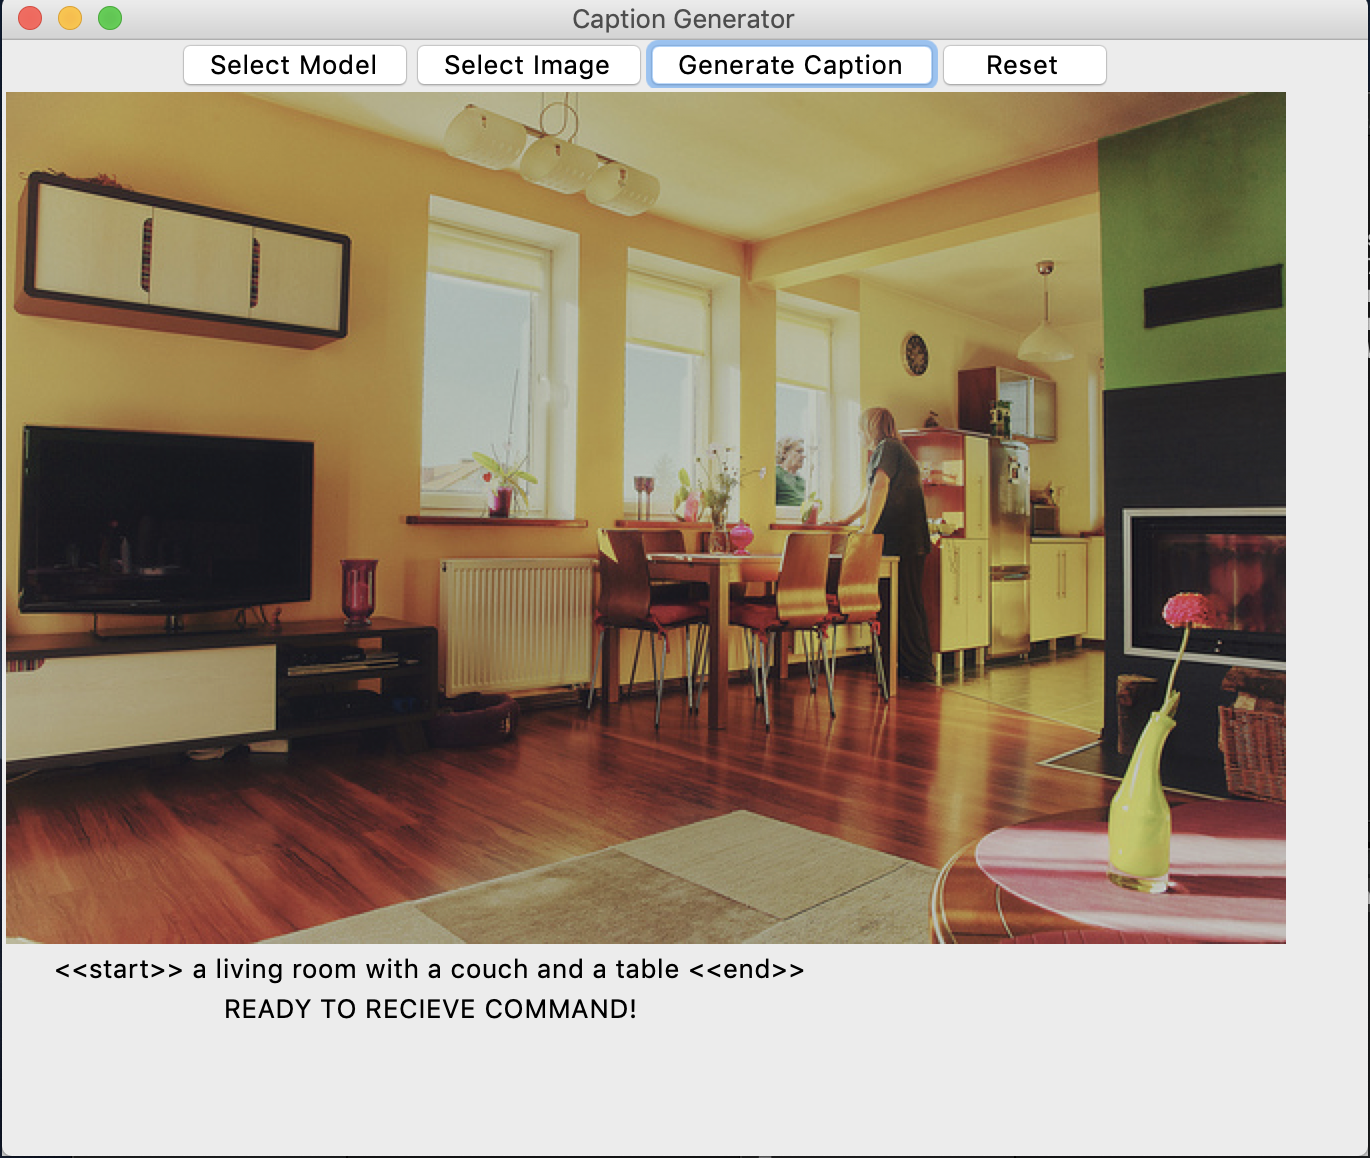 Caption Generator
Select Model Select Image Generate Caption Reset
<<start>> a living room with a couch and a table <<end>>
READY TO RECIEVE COMMAND!